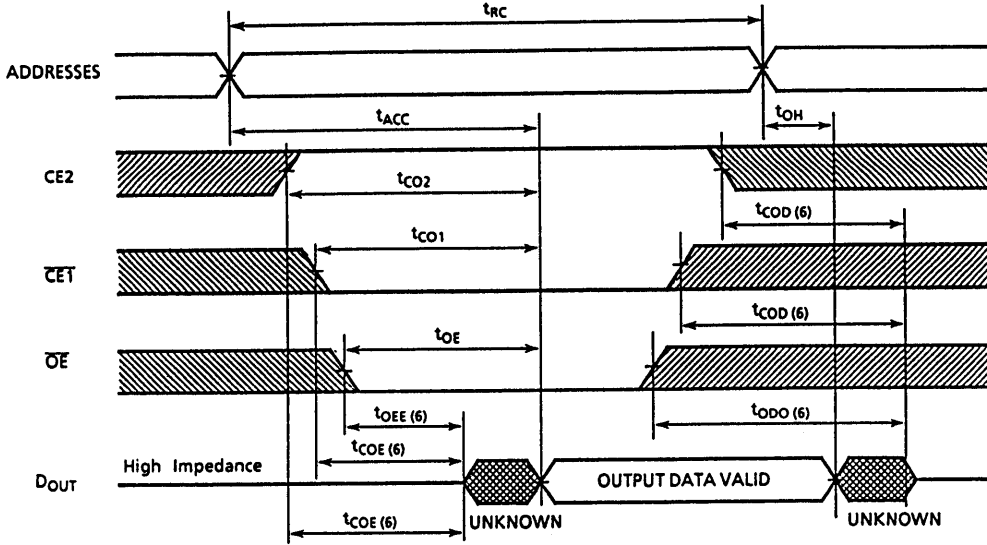 tRC
ADDRESSES
tACC
tOH
CE2
tCO2
tCOD (6)
tCO1
CE1
tCOD (6)
tOE
OE
tOEE (6)
tODO (6)
tCOE (6)
High Impedance
DOUT
OUTPUT DATA VALID
UNKNOWN
UNKNOWN
tCOE (6)